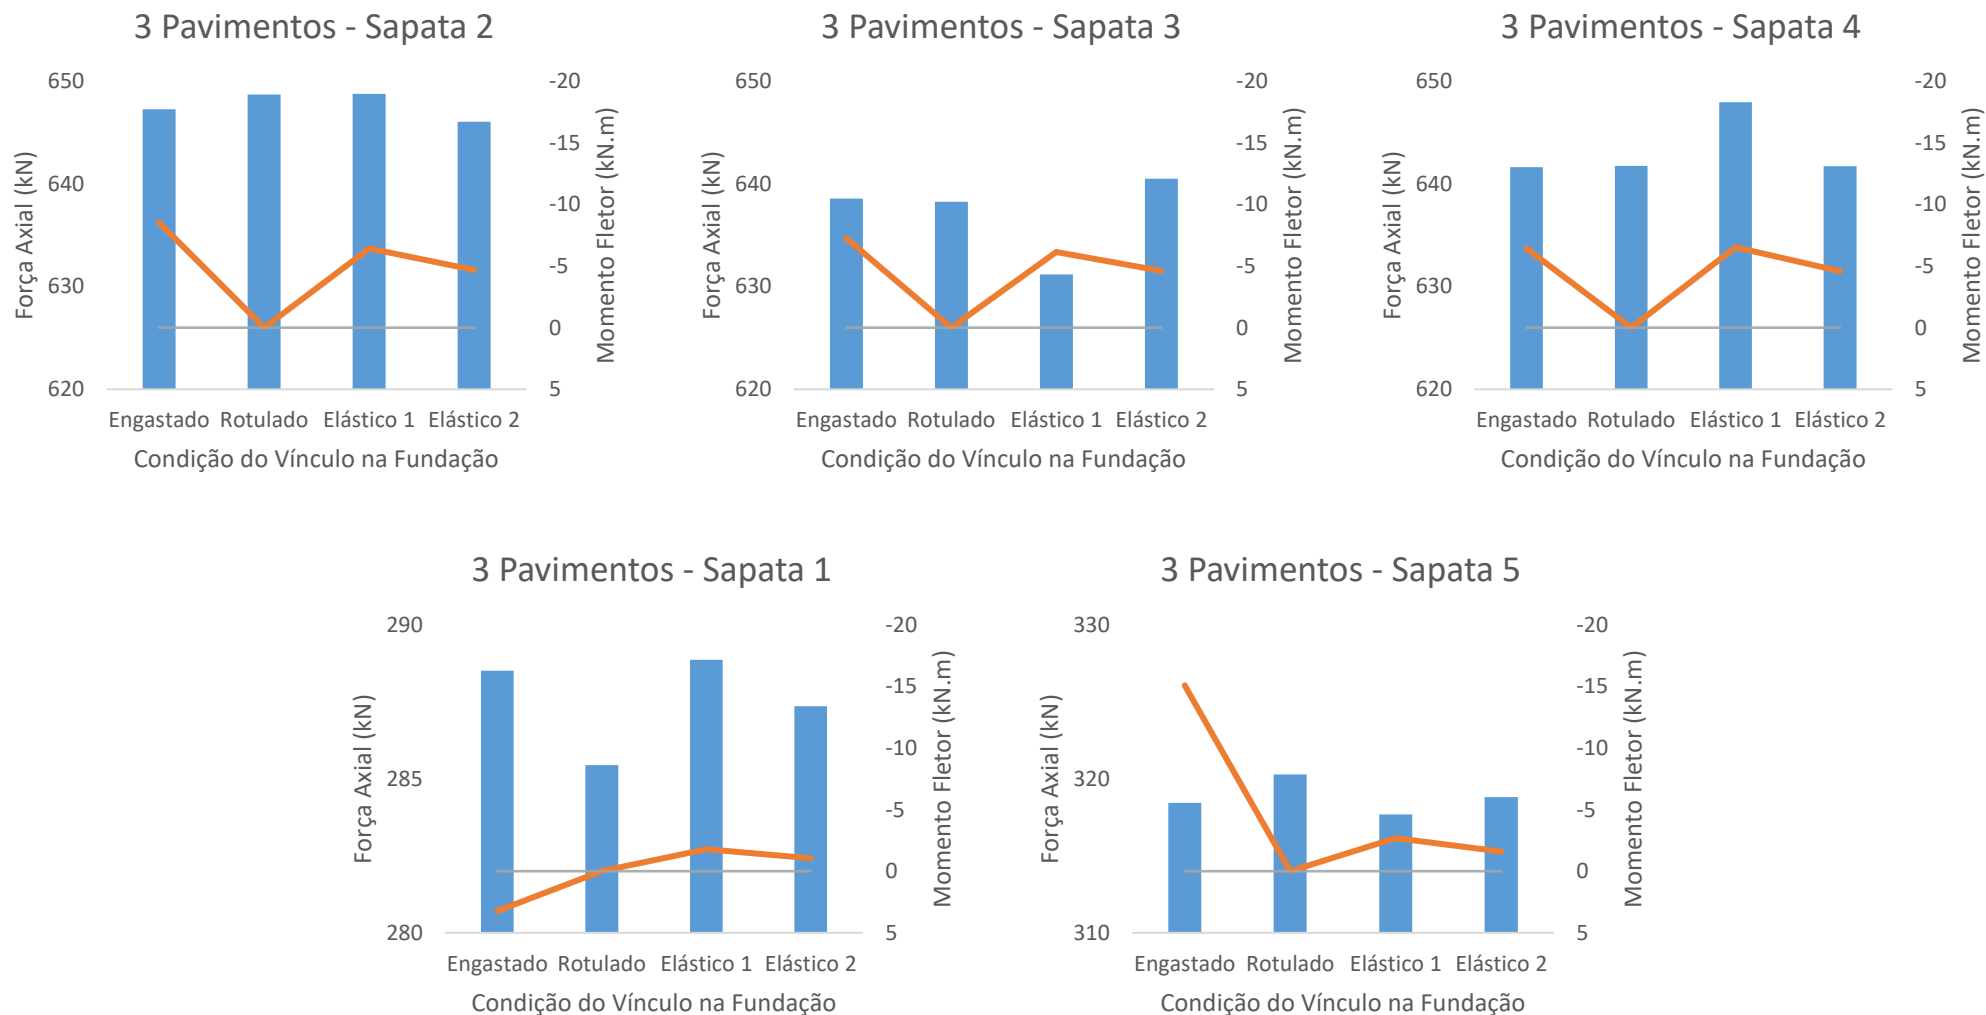 3 Pavimentos - Sapata 2
650
640
630
620
Força Axial (kN)
-20
-15
-10
-5
0
5
Momento Fletor (kN.m)
Engastado Rotulado Elástico 1 Elástico 2
Condição do Vínculo na Fundação
3 Pavimentos - Sapata 3
650
640
630
620
Força Axial (kN)
-20
-15
-10
-5
0
5
Momento Fletor (kN.m)
Engastado Rotulado Elástico 1 Elástico 2
Condição do Vínculo na Fundação
3 Pavimentos - Sapata 4
650
640
630
620
Força Axial (kN)
-20
-15
-10
-5
0
5
Momento Fletor (kN.m)
Engastado Rotulado Elástico 1 Elástico 2
Condição do Vínculo na Fundação
3 Pavimentos - Sapata 1
290
285
280
Força Axial (kN)
-20
-15
-10
-5
0
5
Momento Fletor (kN.m)
Engastado Rotulado Elástico 1 Elástico 2
Condição do Vínculo na Fundação
3 Pavimentos - Sapata 5
330
320
310
Força Axial (kN)
-20
-15
-10
-5
0
5
Momento Fletor (kN.m)
Engastado Rotulado Elástico 1 Elástico 2
Condição do Vínculo na Fundação